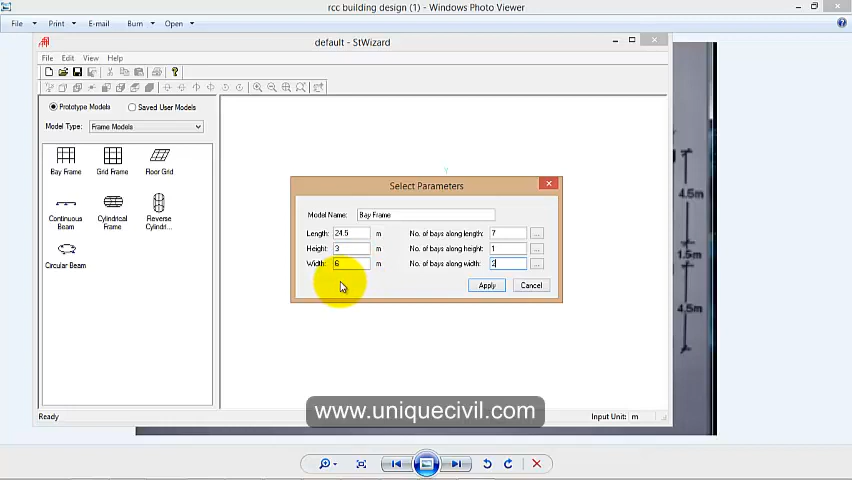 rcc building design (1) - Windows Photo Viewer
File Print E-mail Burn Open
default - StWizard
File Edit View Help
Prototype Models Saved User Models
Model Type: Frame Models
Bay Frame Grid Frame Floor Grid
Continuous Beam Cylindrical Frame Reverse Cylindri...
Circular Beam
Y
Select Parameters
Model Name: Bay Frame
Length: 24.5 m No. of bays along length: 7 ...
Height: 3 m No. of bays along height: 1 ...
Width: 6 m No. of bays along width: 2 ...
Apply Cancel
4.5m
1.5m
4.5m
www.uniquecivil.com
Ready Input Unit: m